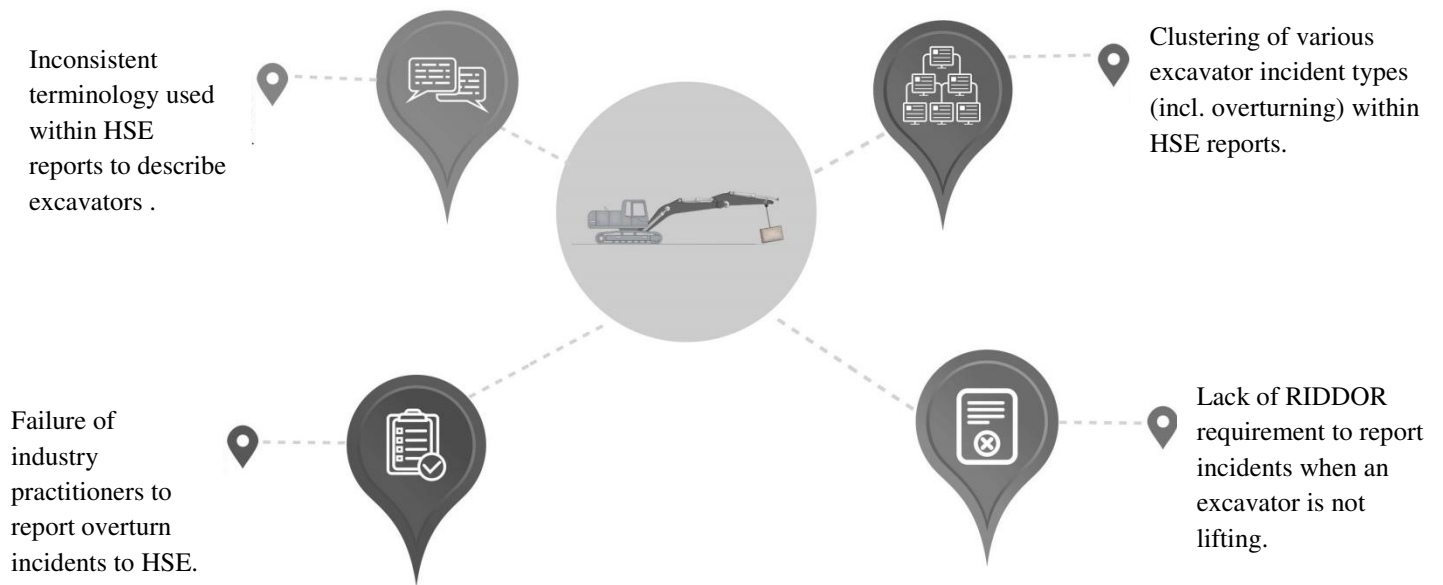 Inconsistent
terminology used
within HSE
reports to describe
excavators .
Clustering of various
excavator incident types
(incl. overturning) within
HSE reports.
Failure of
industry
practitioners to
report overturn
incidents to HSE.
Lack of RIDDOR
requirement to report
incidents when an
excavator is not
lifting.